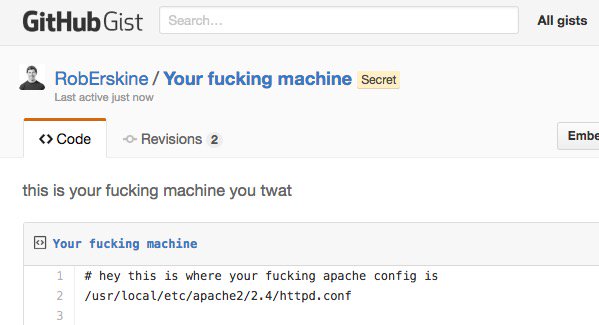 GitHub Gist Search... All gists
RobErskine / Your fucking machine Secret
Last active just now
<> Code Revisions 2 Embe
this is your fucking machine you twat
Your fucking machine
1 # hey this is where your fucking apache config is
2 /usr/local/etc/apache2/2.4/httpd.conf
3